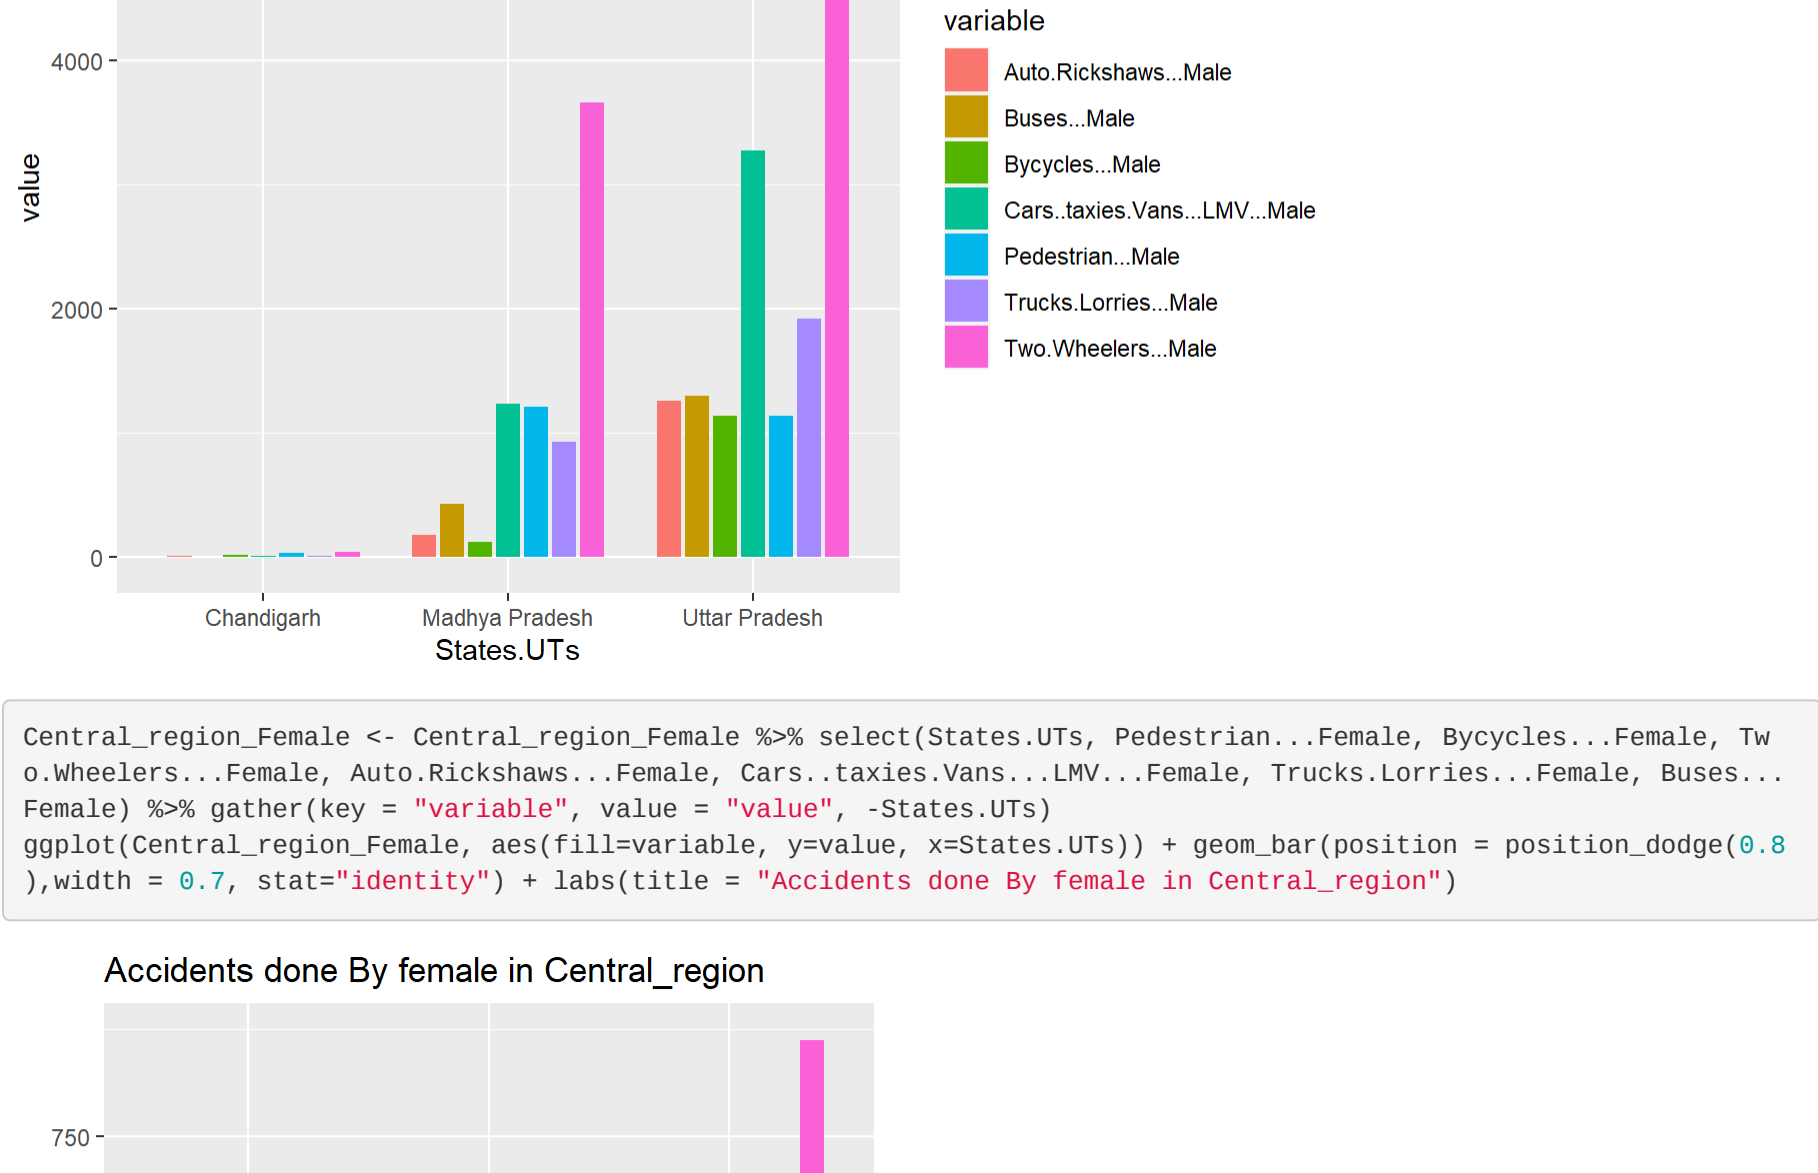 variable
4000
Auto.Rickshaws...Male
Buses...Male
Bycycles...Male
value
Cars..taxies.Vans...LMV...Male
Pedestrian...Male
2000
Trucks.Lorries...Male
Two.Wheelers...Male
0
Chandigarh Madhya Pradesh Uttar Pradesh
States.UTs
Central_region_Female <- Central_region_Female %>% select(States.UTs, Pedestrian...Female, Bycycles...Female, Tw
o.Wheelers...Female, Auto.Rickshaws...Female, Cars..taxies.Vans...LMV...Female, Trucks.Lorries...Female, Buses...
Female) %>% gather(key = "variable", value = "value", -States.UTs)
ggplot(Central_region_Female, aes(fill=variable, y=value, x=States.UTs)) + geom_bar(position = position_dodge(0.8
),width = 0.7, stat="identity") + labs(title = "Accidents done By female in Central_region")
Accidents done By female in Central_region
750